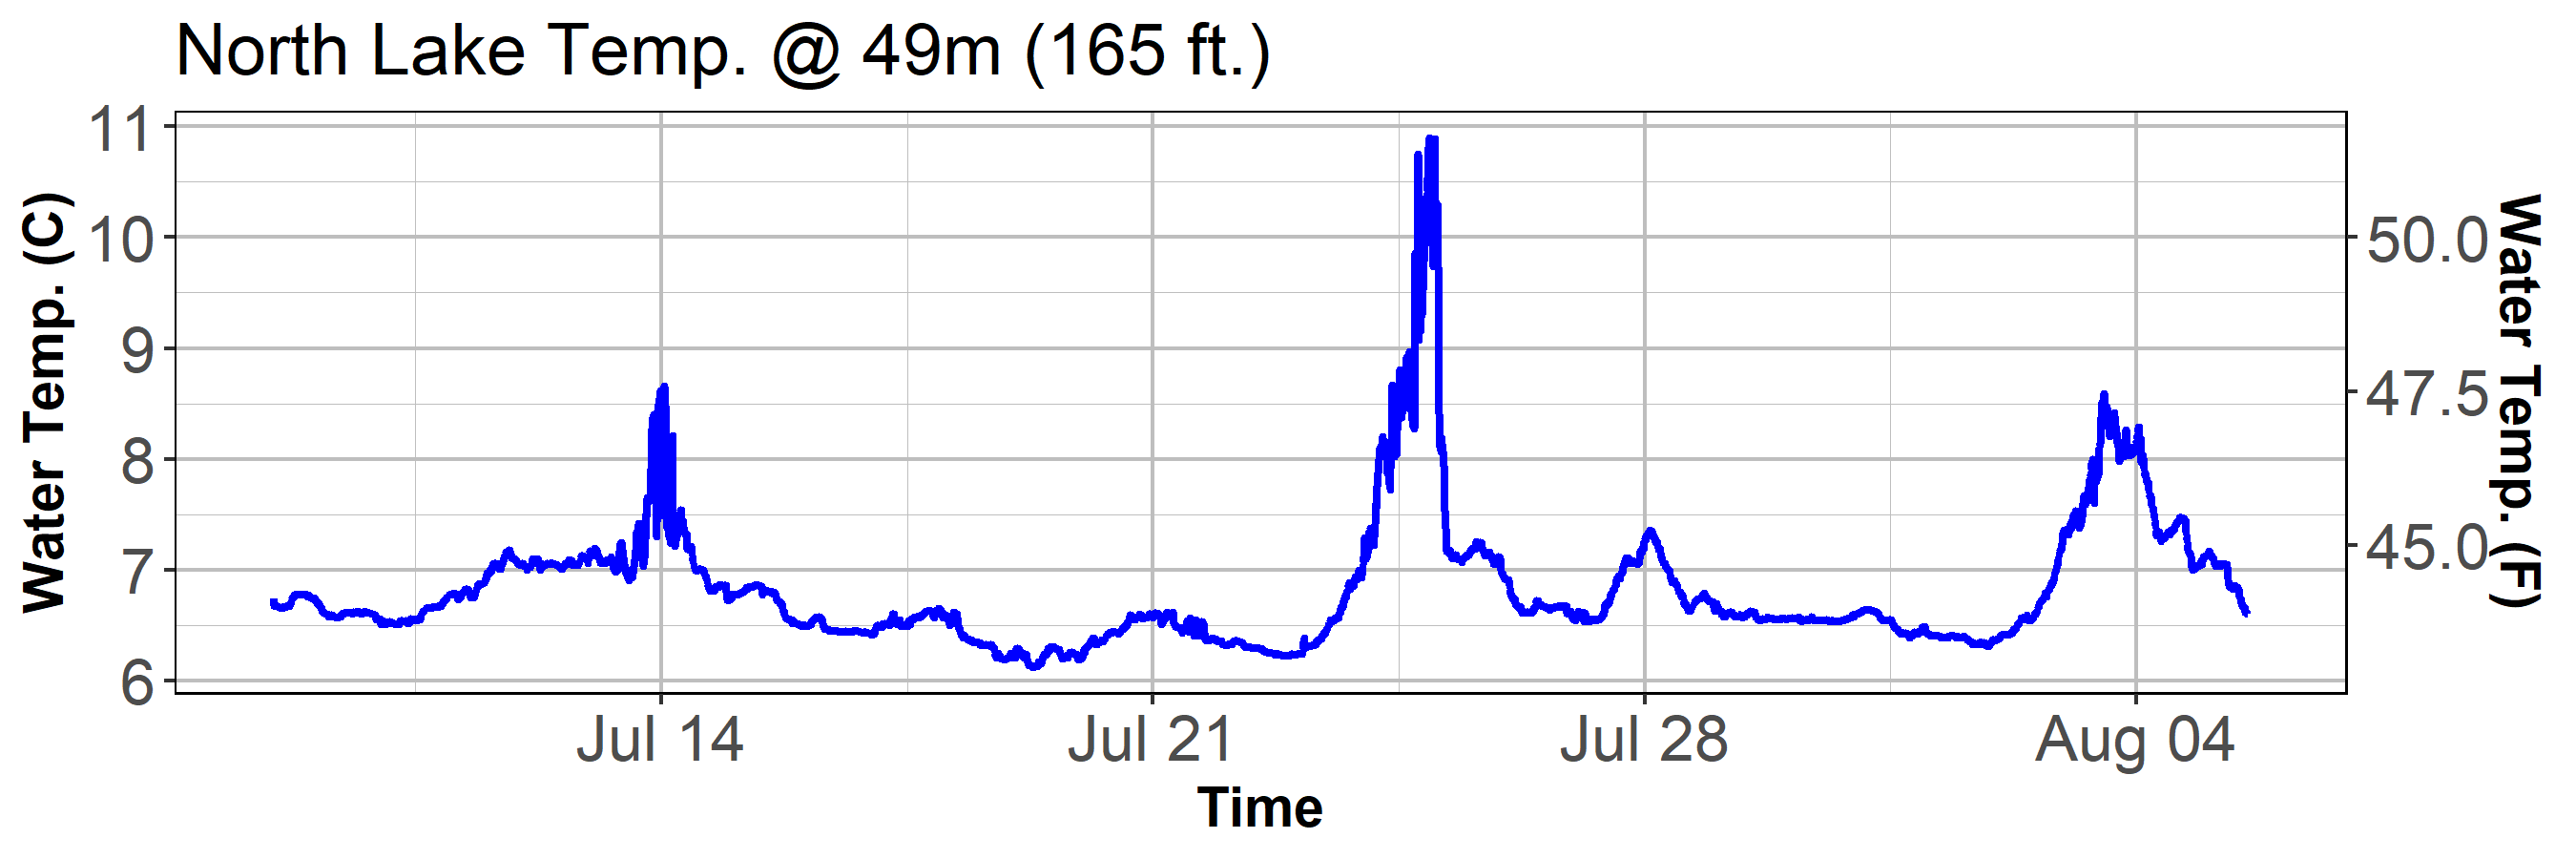 North Lake Temp. @ 49m (165 ft.)
Water Temp. (C)
11
10
9
8
7
6
50.0
47.5
45.0
Water Temp. (F)
Jul 14 Jul 21 Jul 28 Aug 04
Time